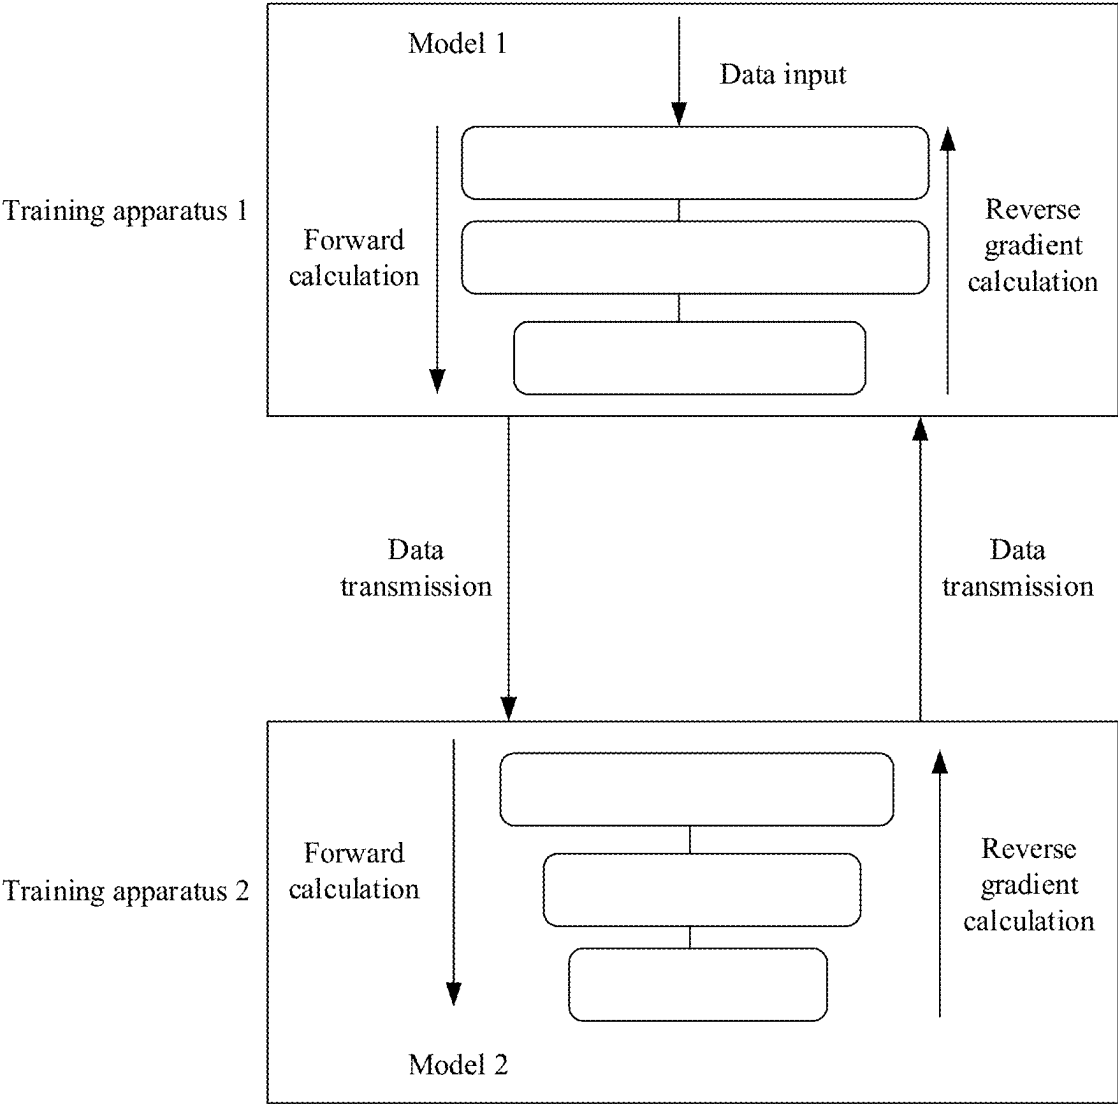 Model 1
Data input
Training apparatus 1
Forward
calculation
Reverse
gradient
calculation
Data
transmission
Data
transmission
Training apparatus 2
Forward
calculation
Reverse
gradient
calculation
Model 2